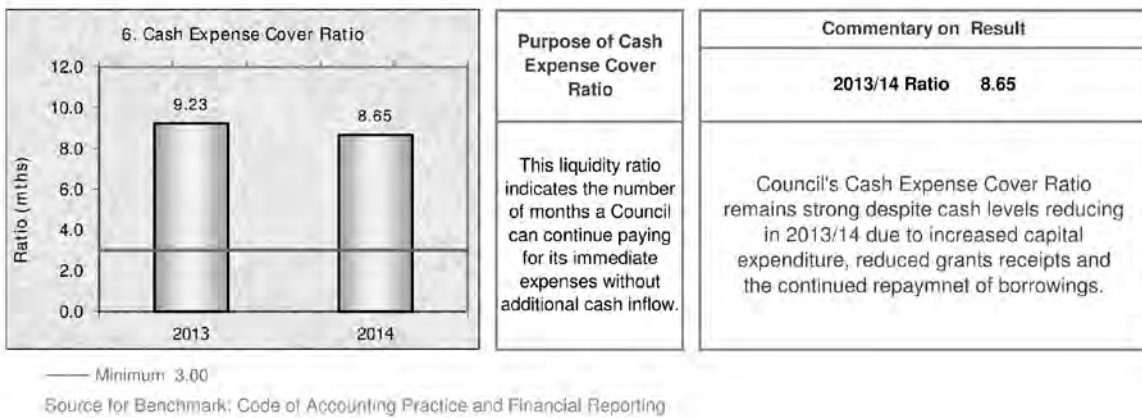 6. Cash Expense Cover Ratio
12.0
10.0
8.0
6.0
4.0
2.0
0.0
Ratio (mths)
9.23
8.65
2013
2014
Minimum 3.00
Source for Benchmark: Code of Accounting Practice and Financial Reporting
Purpose of Cash
Expense Cover
Ratio
This liquidity ratio
indicates the number
of months a Council
can continue paying
for its immediate
expenses without
additional cash inflow.
Commentary on Result
2013/14 Ratio 8.65
Council's Cash Expense Cover Ratio
remains strong despite cash levels reducing
in 2013/14 due to increased capital
expenditure, reduced grants receipts and
the continued repaymnet of borrowings.